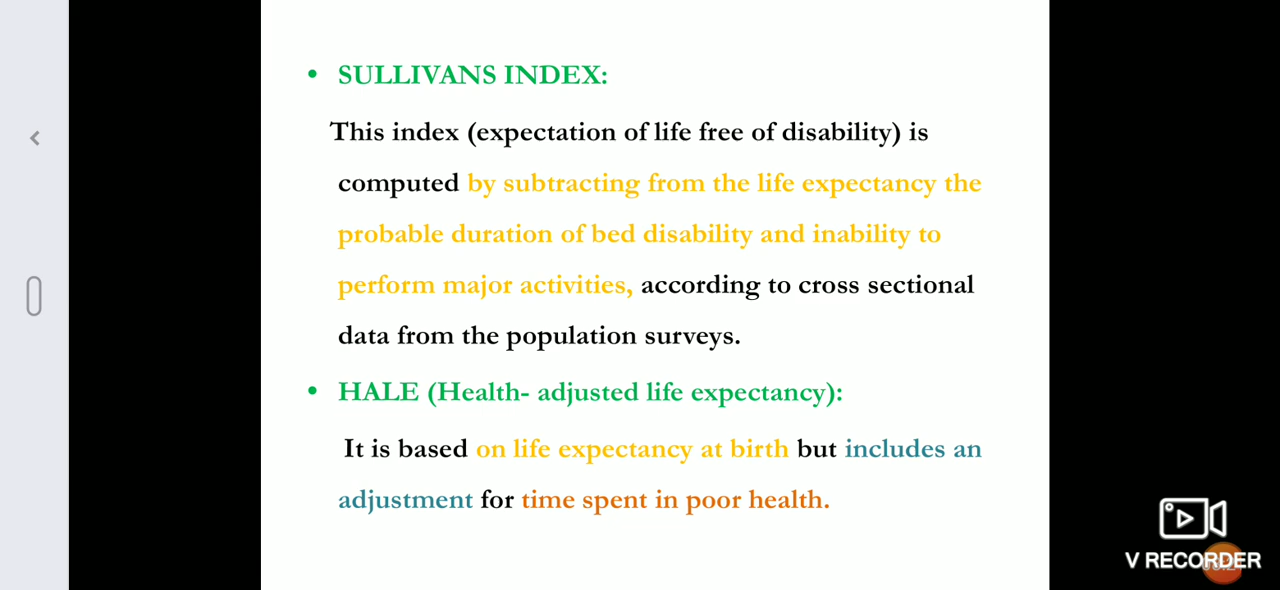 • SULLIVANS INDEX:
This index (expectation of life free of disability) is
computed by subtracting from the life expectancy the
probable duration of bed disability and inability to
perform major activities, according to cross sectional
data from the population surveys.
• HALE (Health- adjusted life expectancy):
It is based on life expectancy at birth but includes an
adjustment for time spent in poor health.
V RECORDER